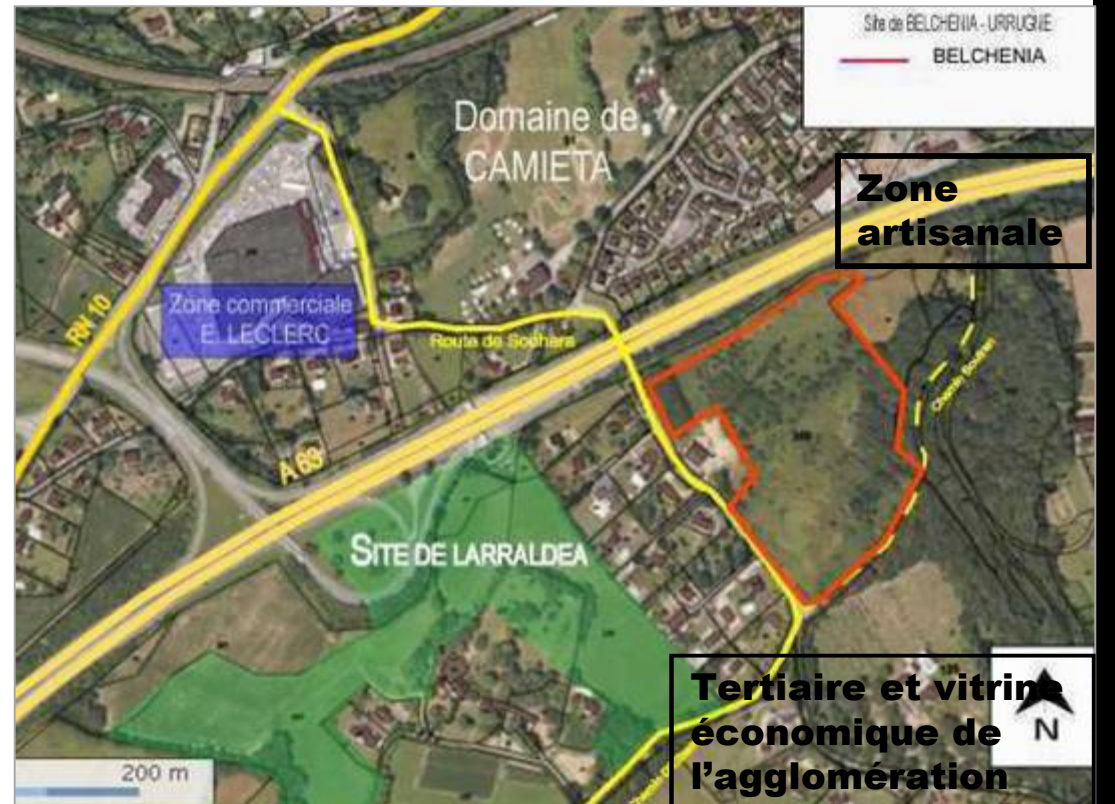 Site de BELCHENIA - URRUGNE
BELCHENIA
Domaine de
CAMIETA
Zone
artisanale
Zone commerciale
E. LECLERC
RN 10
Route de Socħara
A 63
SITE DE LARRALDEA
Tertiaire et vitrine
économique de
l'agglomération
N
200 m